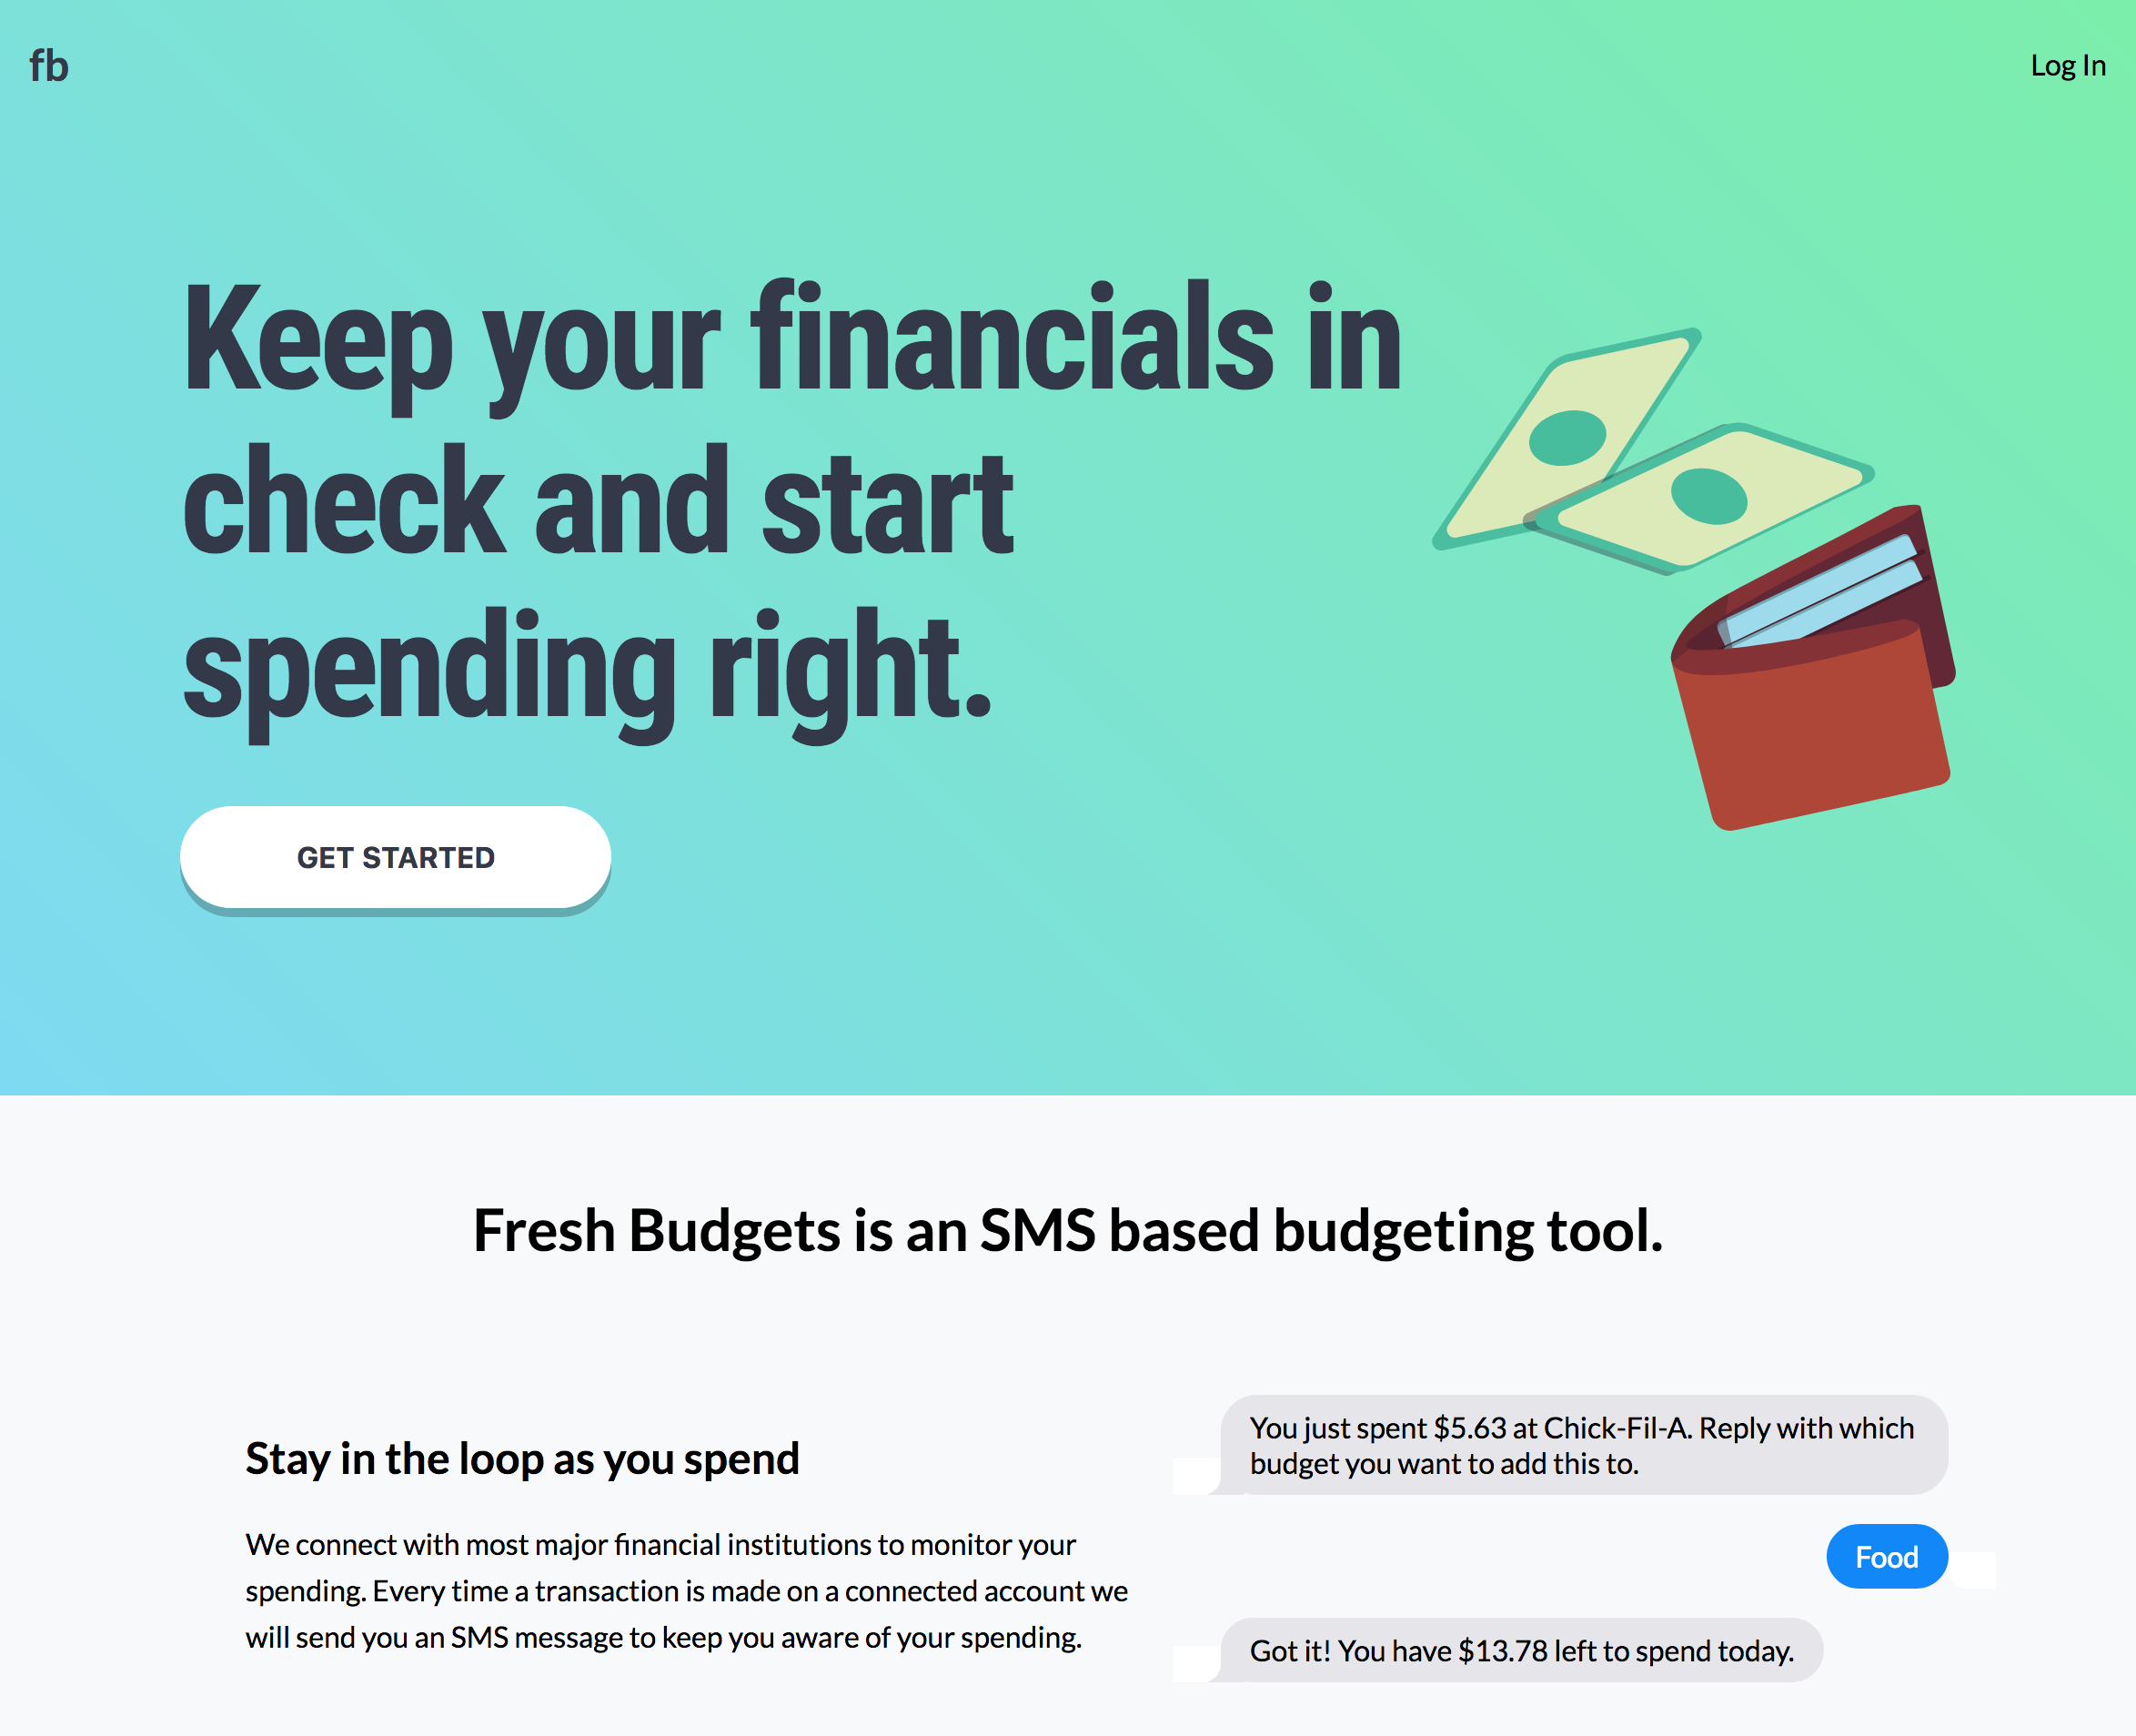 fb
Log In
Keep your financials in
check and start
spending right.
GET STARTED
Fresh Budgets is an SMS based budgeting tool.
Stay in the loop as you spend
We connect with most major financial institutions to monitor your
spending. Every time a transaction is made on a connected account we
will send you an SMS message to keep you aware of your spending.
You just spent $5.63 at Chick-Fil-A. Reply with which
budget you want to add this to.
Food
Got it! You have $13.78 left to spend today.